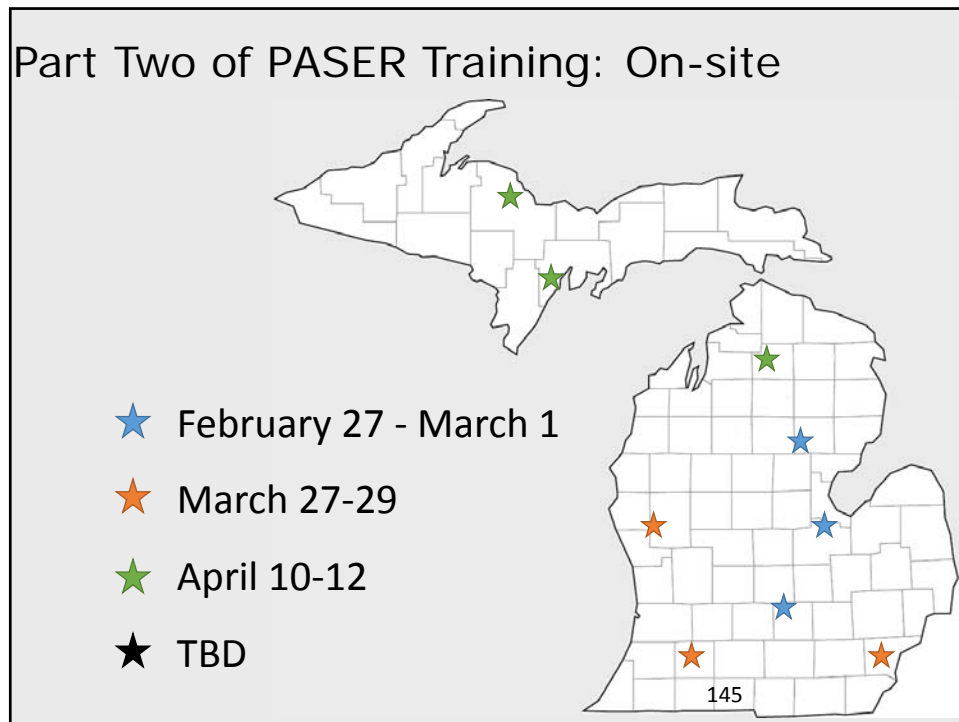 Part Two of PASER Training: On-site
February 27 - March 1
March 27-29
April 10-12
TBD
145